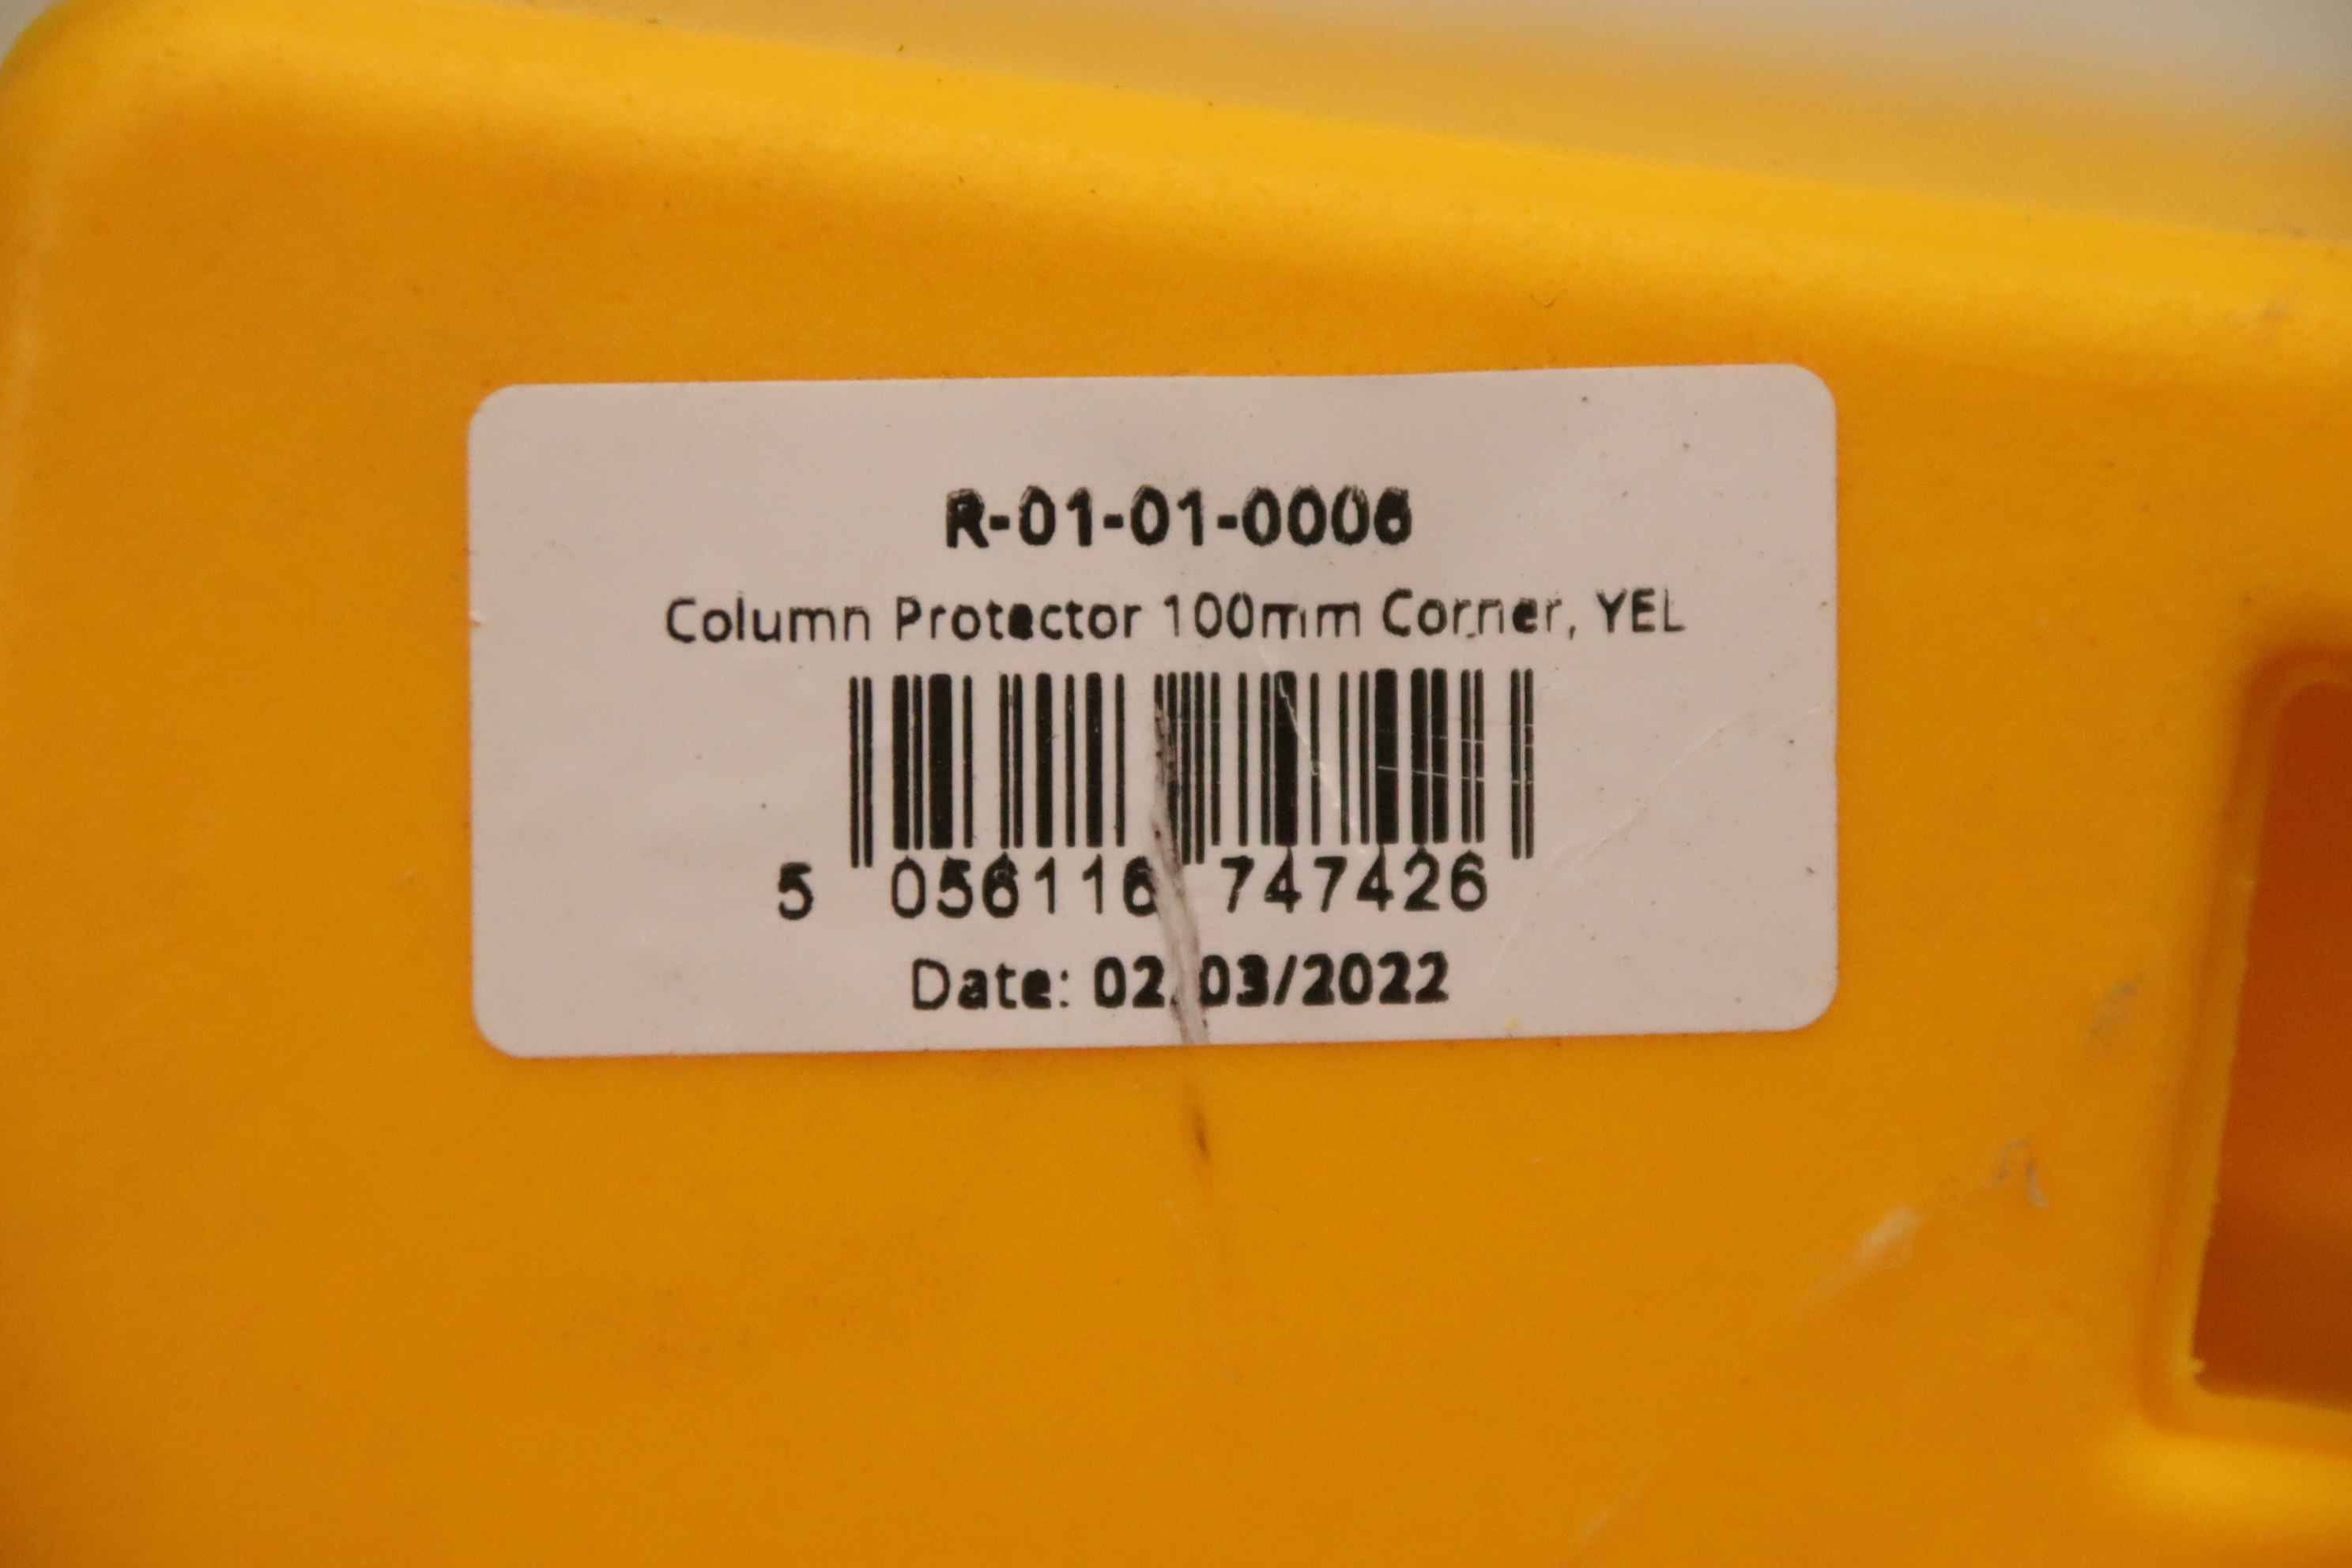 R-01-01-0006
Column Protector 100mm Corner, YEL
5 056116 747426
Date: 02/03/2022